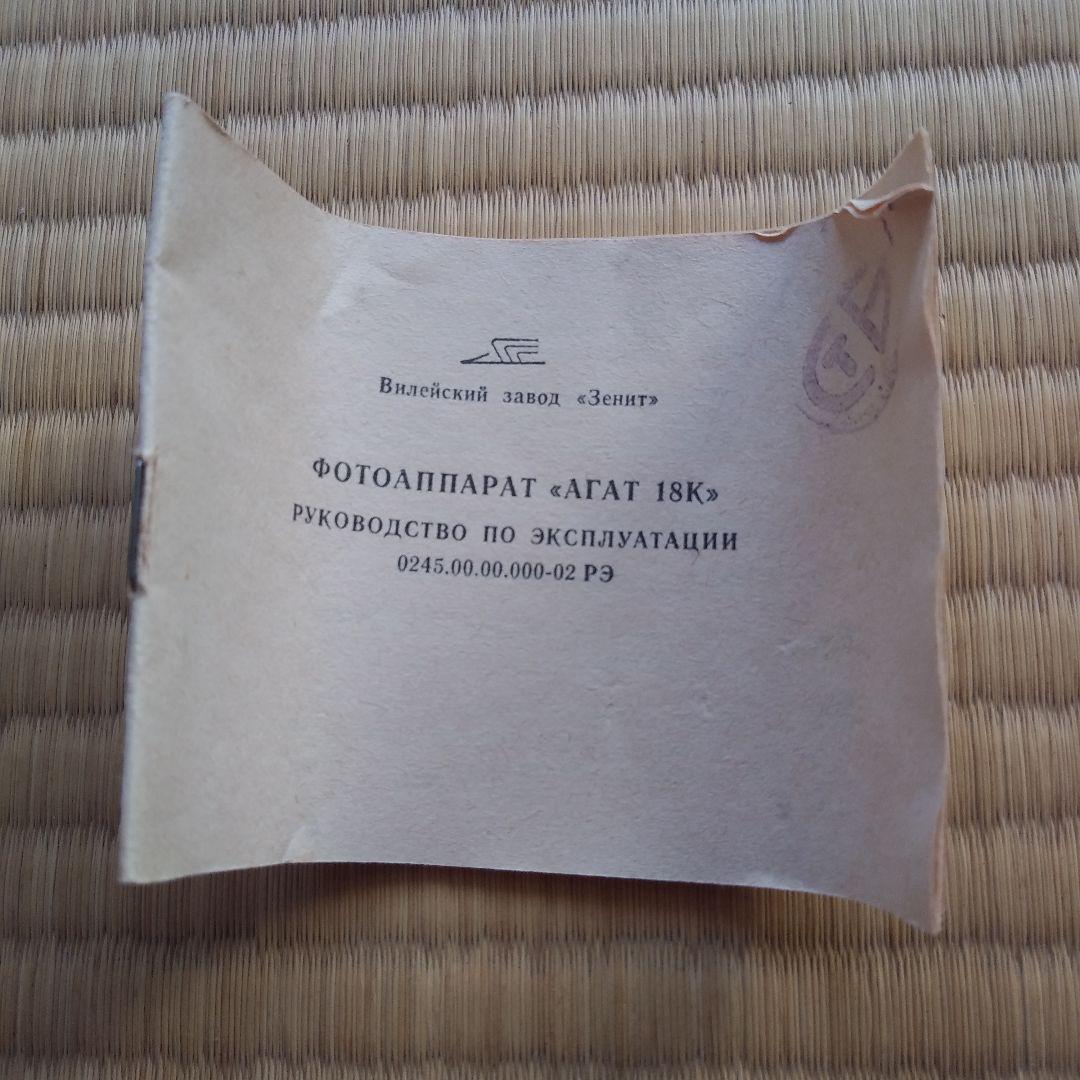 Вилейский завод «Зенит»
ФОТОАППАРАТ «АГАТ 18К»
РУКОВОДСТВО ПО ЭКСПЛУАТАЦИИ
0245.00.00.000-02 РЭ